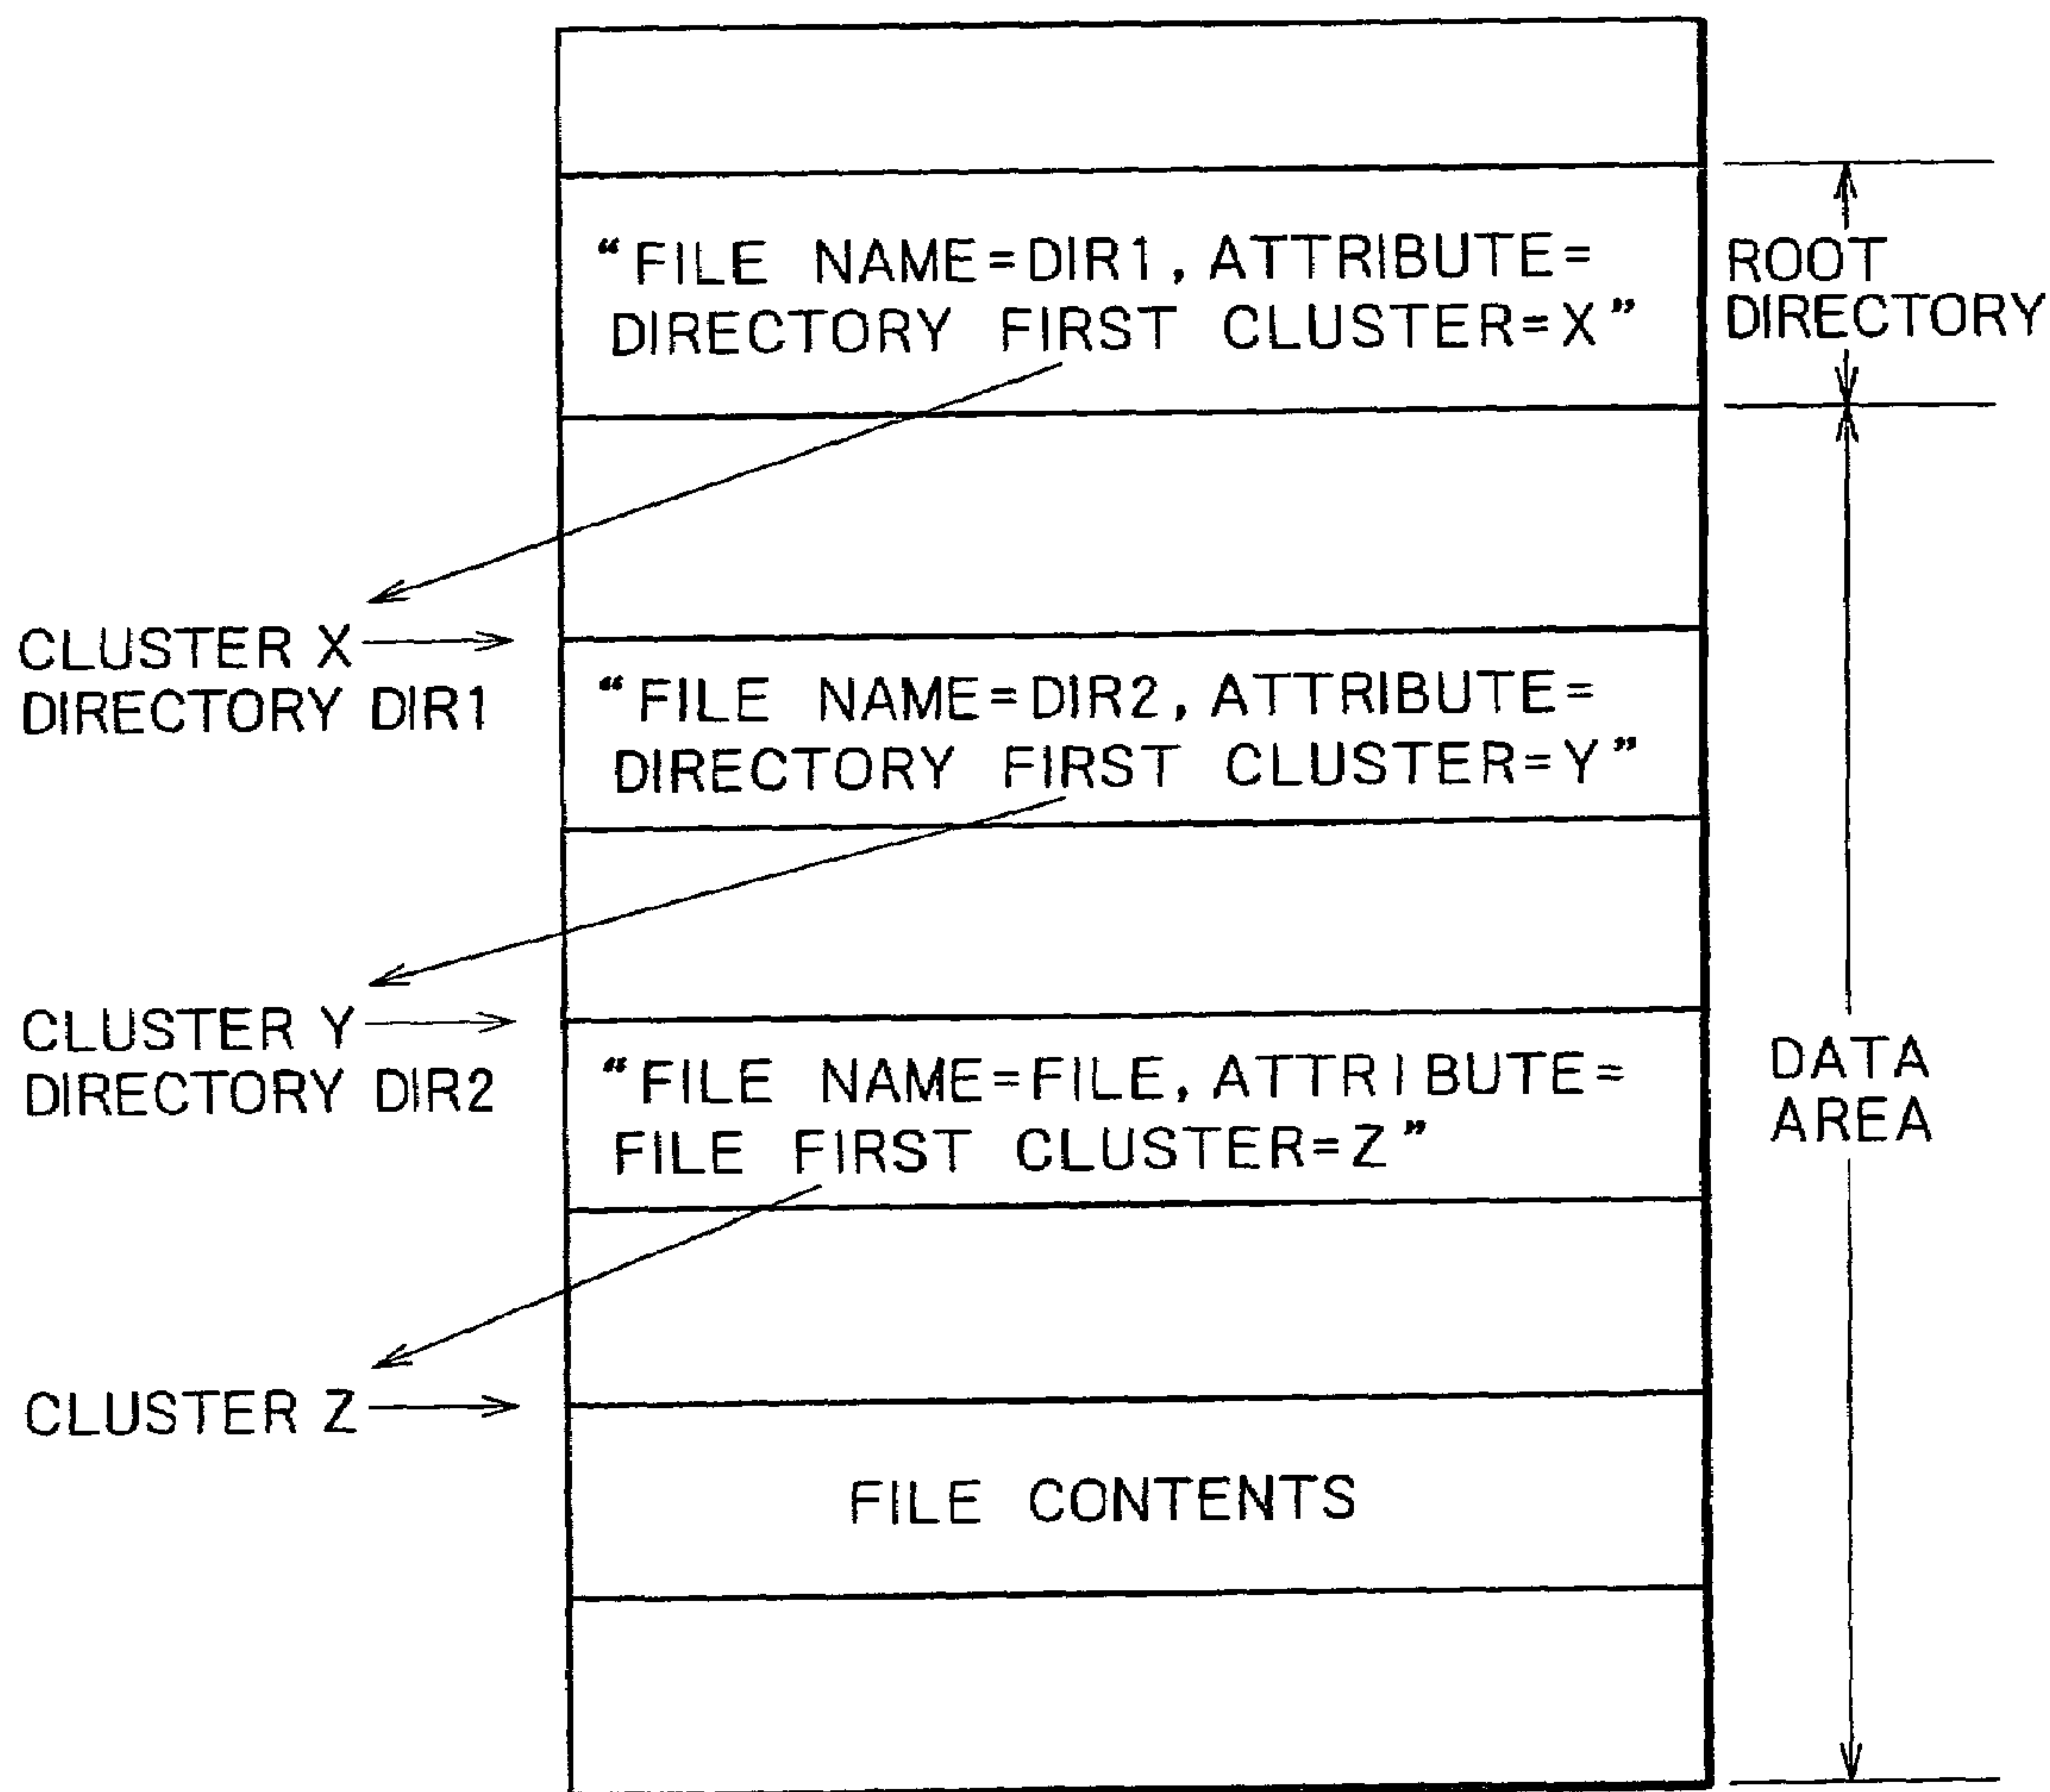 “FILE NAME=DIR1, ATTRIBUTE=
DIRECTORY FIRST CLUSTER=X”
ROOT
DIRECTORY
CLUSTER X
DIRECTORY DIR1
“FILE NAME=DIR2, ATTRIBUTE=
DIRECTORY FIRST CLUSTER=Y”
CLUSTER Y
DIRECTORY DIR2
“FILE NAME=FILE, ATTRIBUTE=
FILE FIRST CLUSTER=Z”
DATA
AREA
CLUSTER Z
FILE CONTENTS